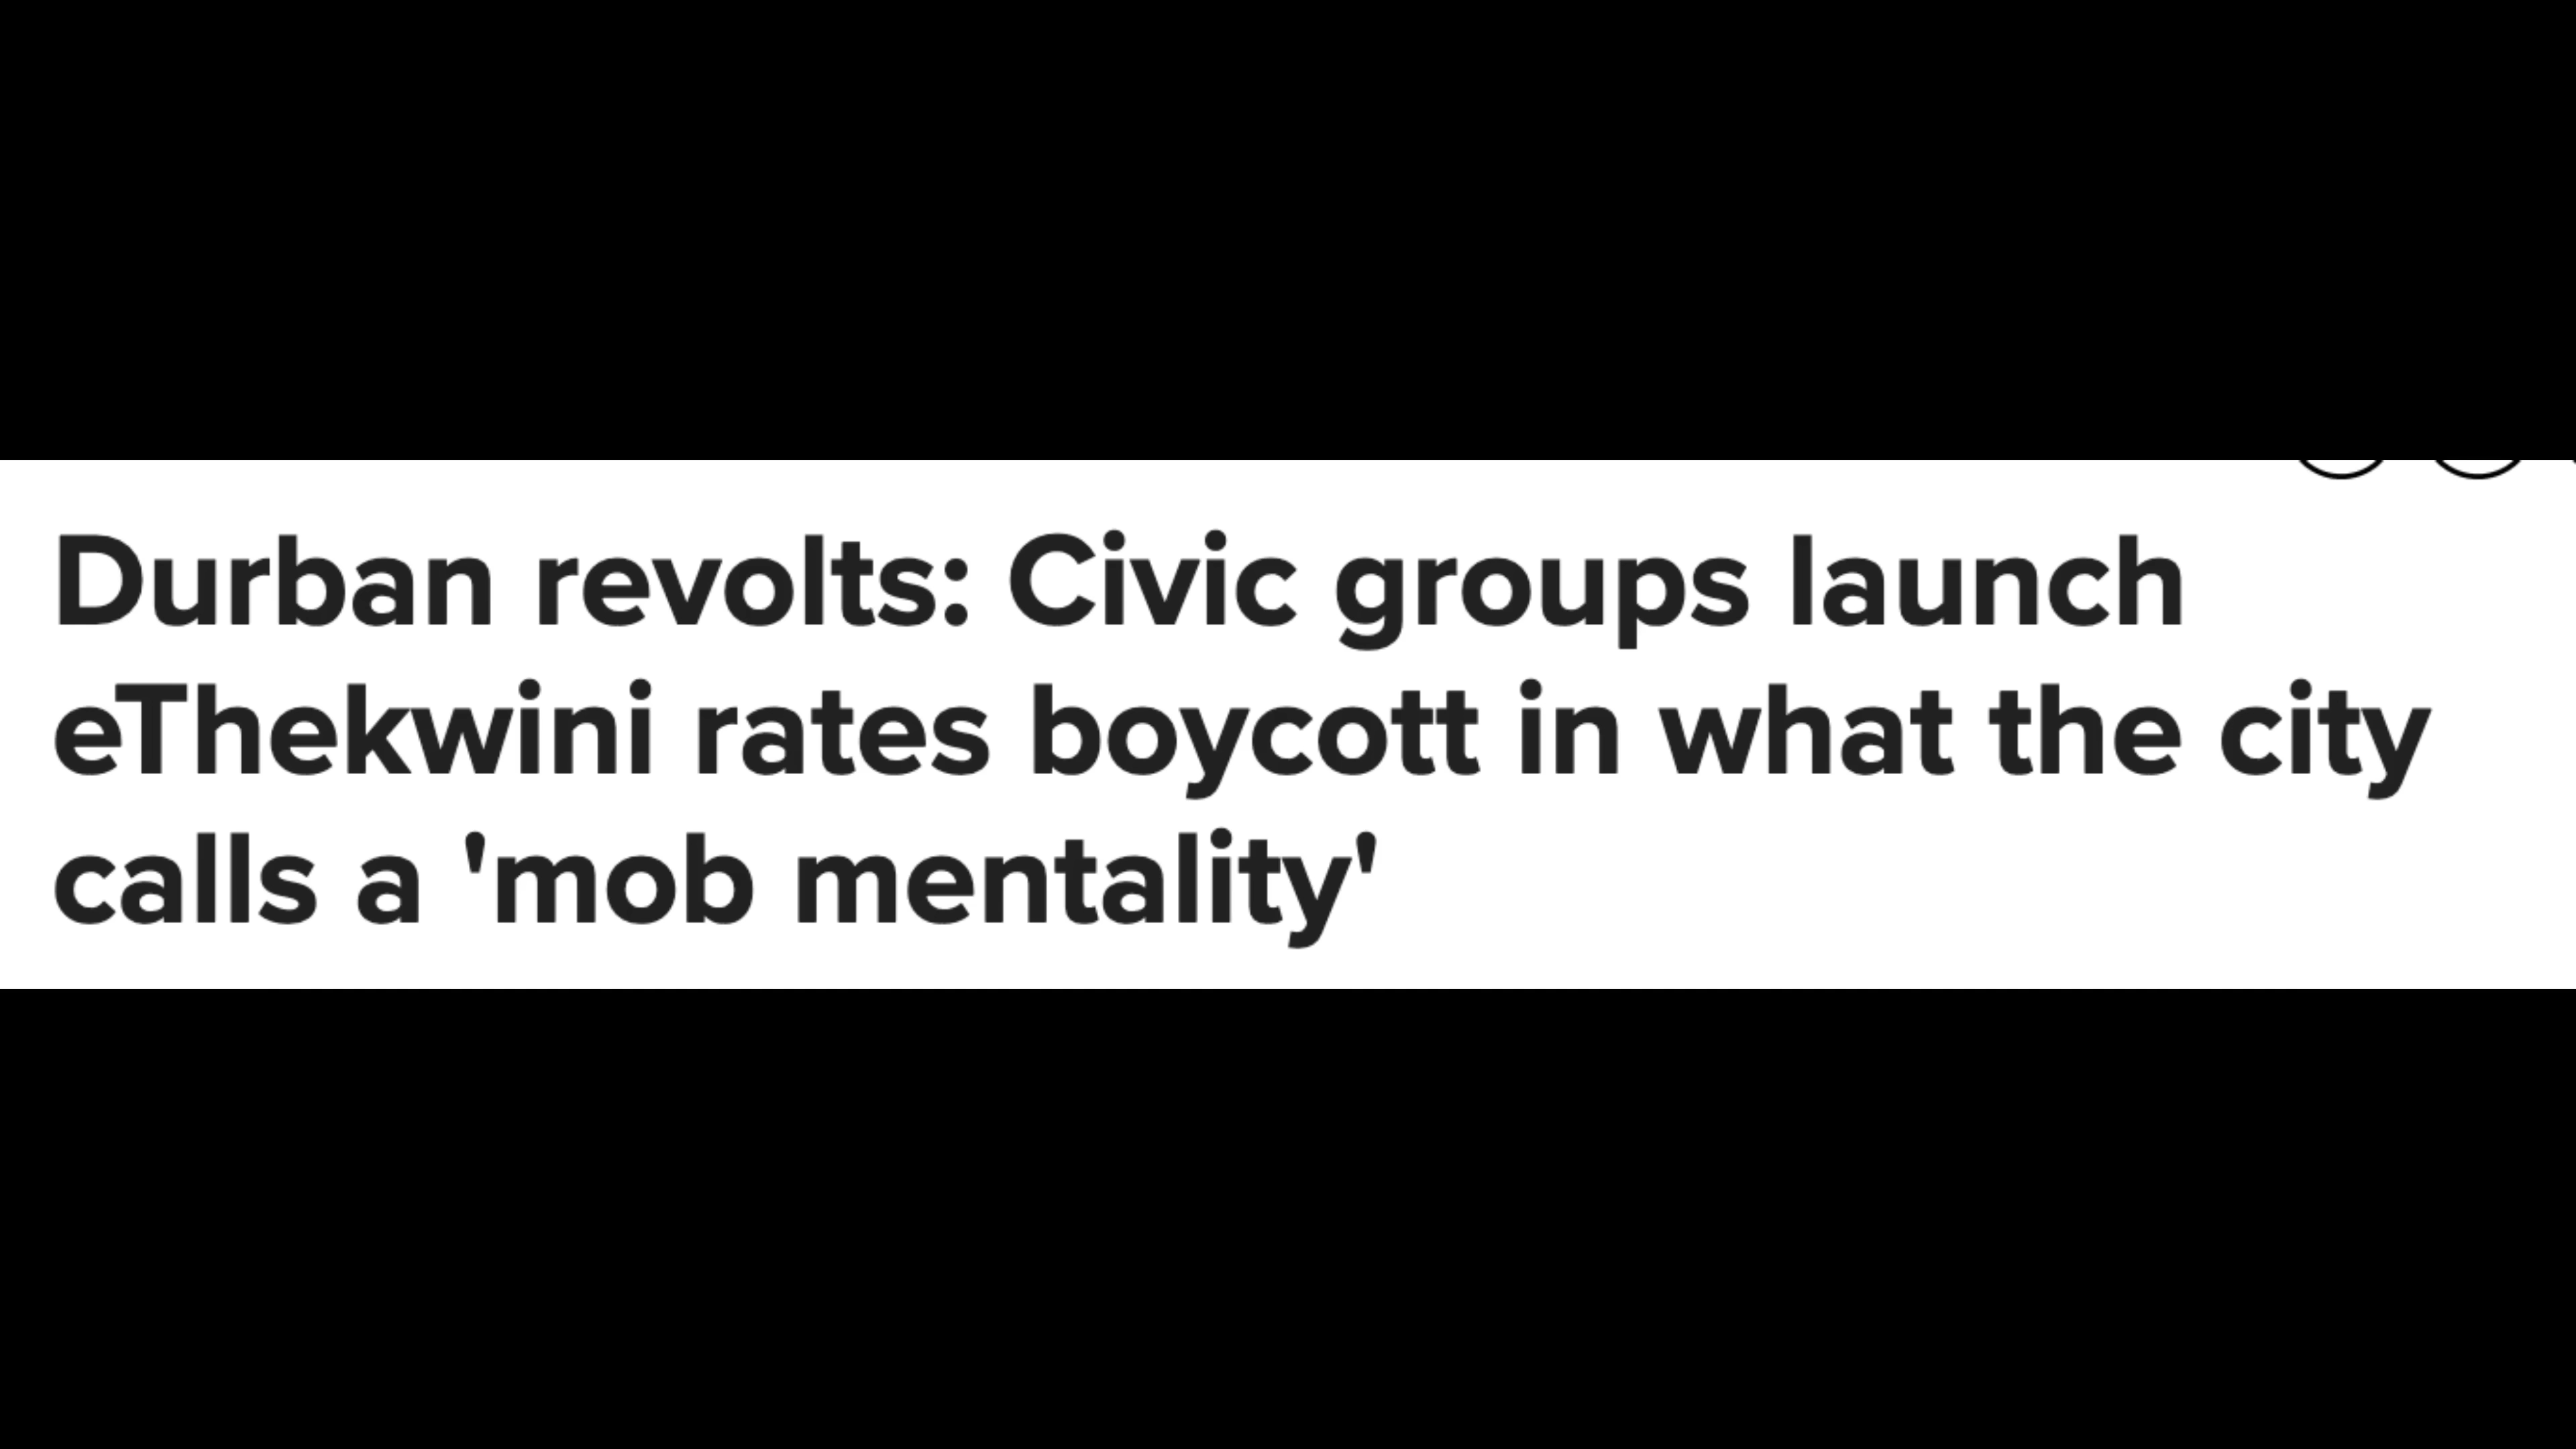 Durban revolts: Civic groups launch
eThekwini rates boycott in what the city
calls a 'mob mentality'